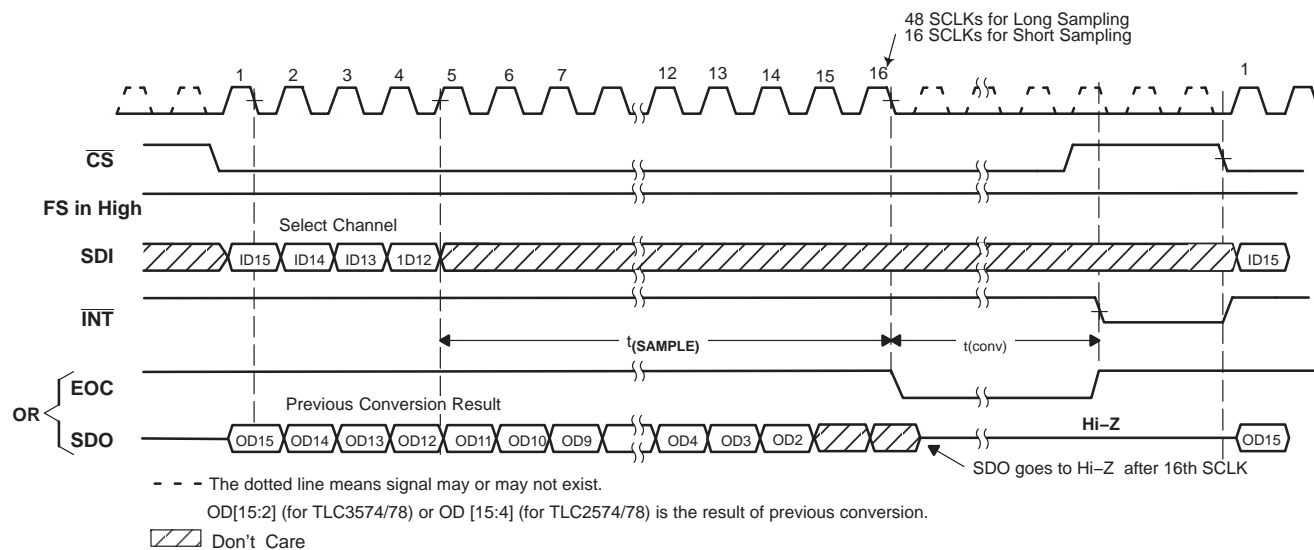 48 SCLKs for Long Sampling
16 SCLKs for Short Sampling
1 2 3 4 5 6 7 12 13 14 15 16 1
CS
FS in High
Select Channel
SDI ID15 ID14 ID13 1D12 ID15
INT
t(SAMPLE) t(conv)
EOC
OR
Previous Conversion Result
SDO OD15 OD14 OD13 OD12 OD11 OD10 OD9 OD4 OD3 OD2 Hi–Z OD15
SDO goes to Hi–Z after 16th SCLK
The dotted line means signal may or may not exist.
OD[15:2] (for TLC3574/78) or OD [15:4] (for TLC2574/78) is the result of previous conversion.
Don't Care